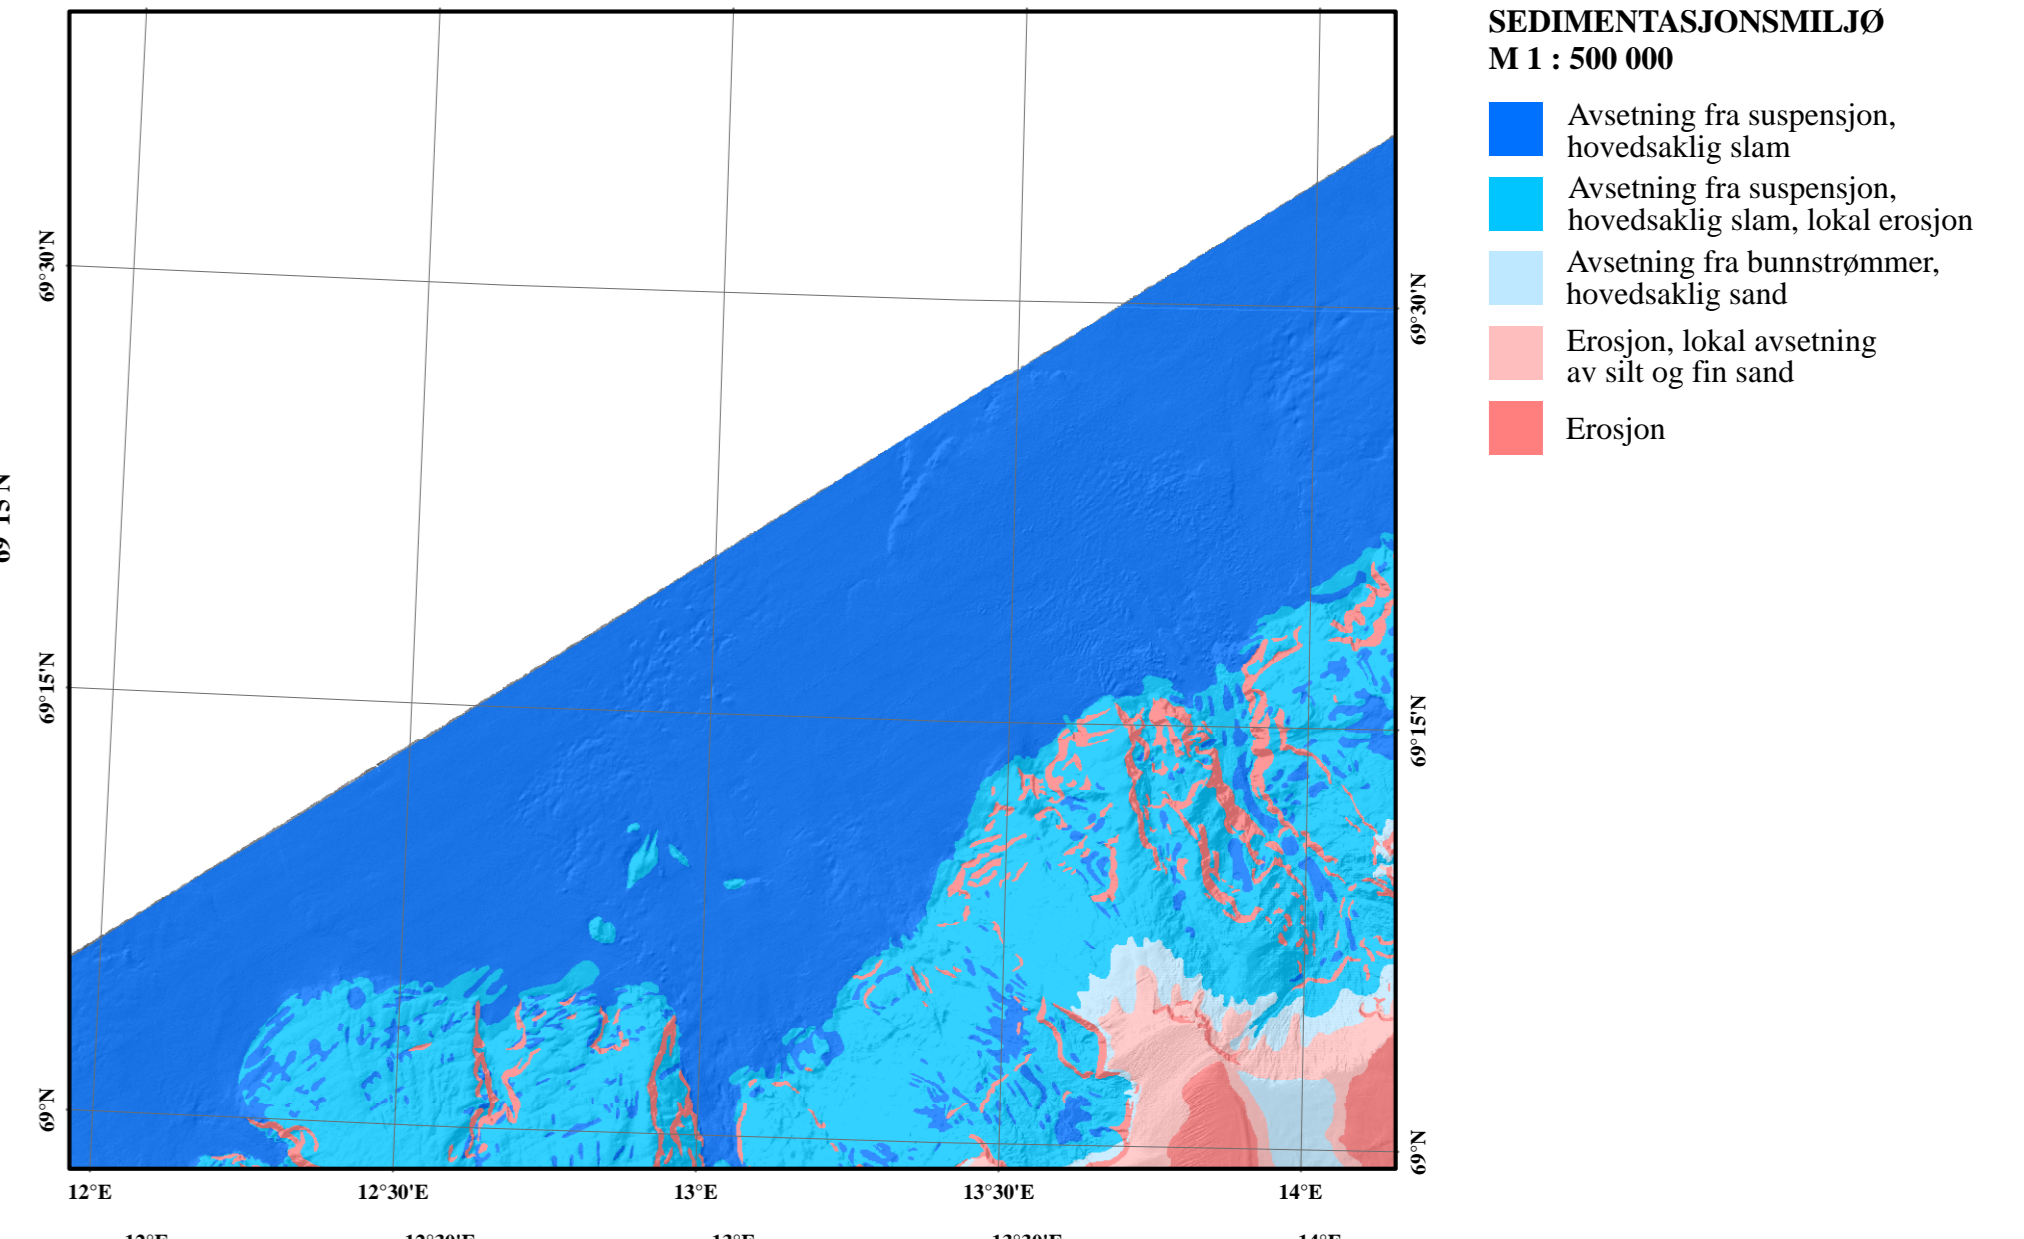 SEDIMENTASJONSMILJØ
M 1 : 500 000
Avsetning fra suspensjon,
hovedsaklig slam
Avsetning fra suspensjon,
hovedsaklig slam, lokal erosjon
Avsetning fra bunnstrømmer,
hovedsaklig sand
Erosjon, lokal avsetning
av silt og fin sand
Erosjon
69°30'N
69°30'N
69°15'N
69°15'N
69°N
69°N
12°E
12°30'E
13°E
13°30'E
14°E